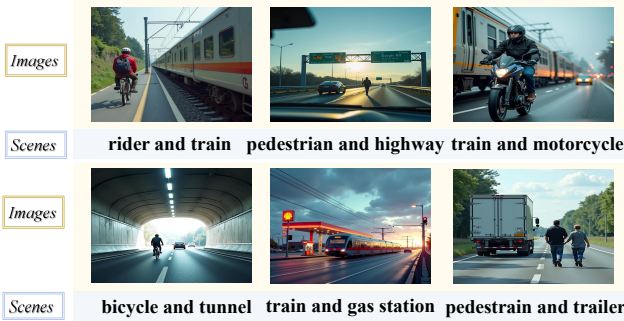 Images
Scenes
rider and train
pedestrian and highway
train and motorcycle
Images
Scenes
bicycle and tunnel
train and gas station
pedestrain and trailer